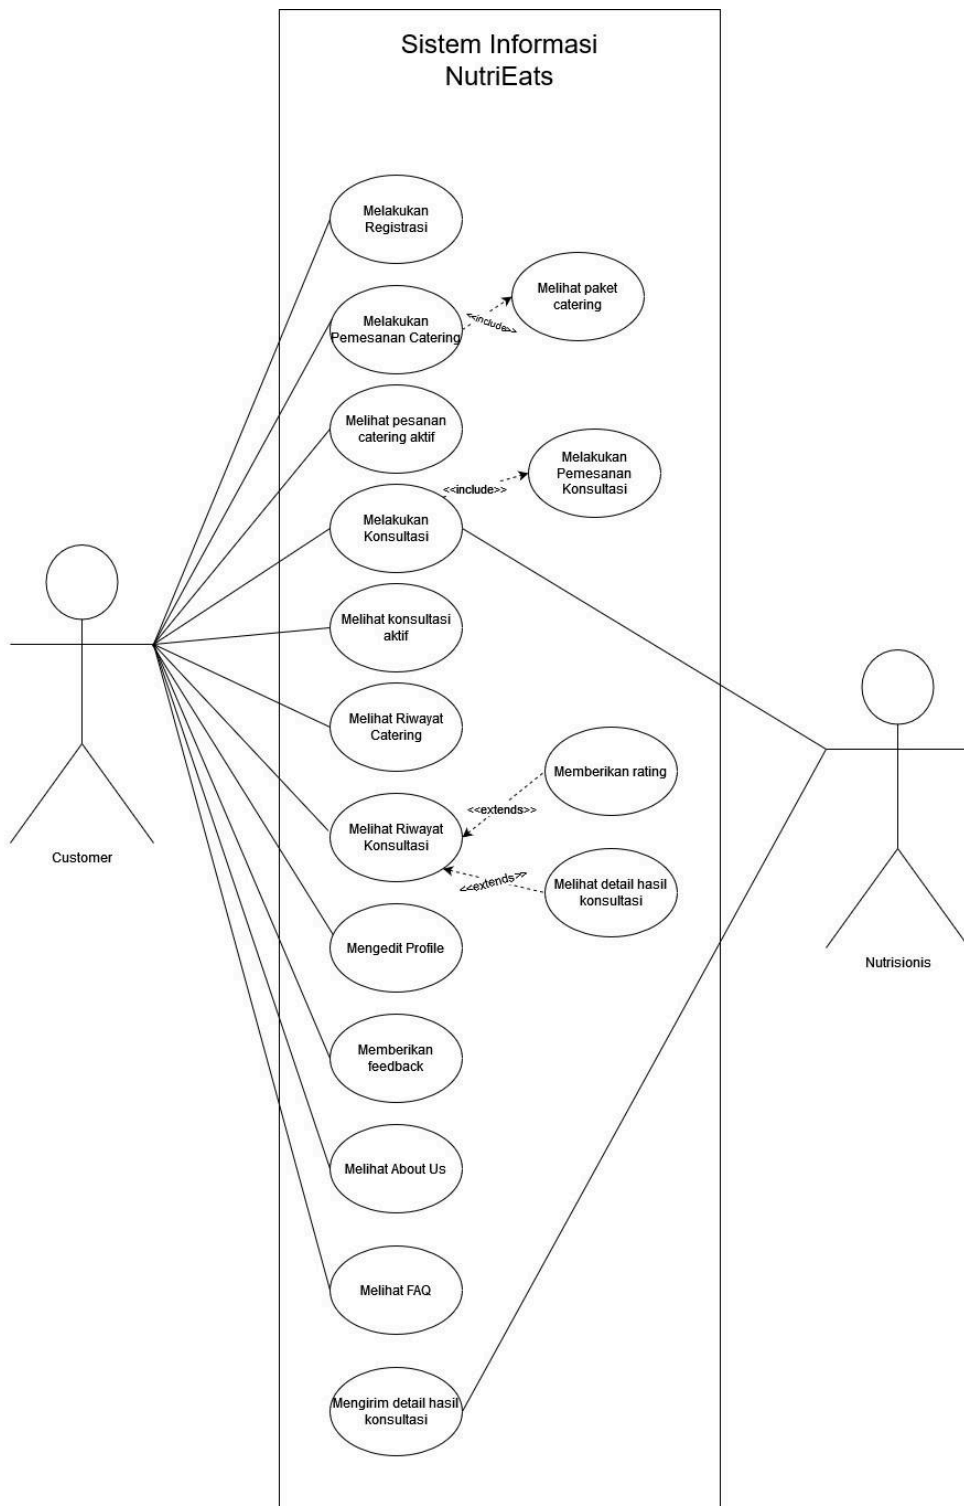 Sistem Informasi
NutriEats
Melakukan
Registrasi
Melihat paket
catering
Melakukan
Pemesanan Catering
<<include>>
Melihat pesanan
catering aktif
Melakukan
Pemesanan
Konsultasi
<<include>>
Melakukan
Konsultasi
Melihat konsultasi
aktif
Melihat Riwayat
Catering
Memberikan rating
<<extends>>
Melihat Riwayat
Konsultasi
Customer
<<extends>>
Melihat detail hasil
konsultasi
Mengedit Profile
Nutrisionis
Memberikan
feedback
Melihat About Us
Melihat FAQ
Mengirim detail hasil
konsultasi